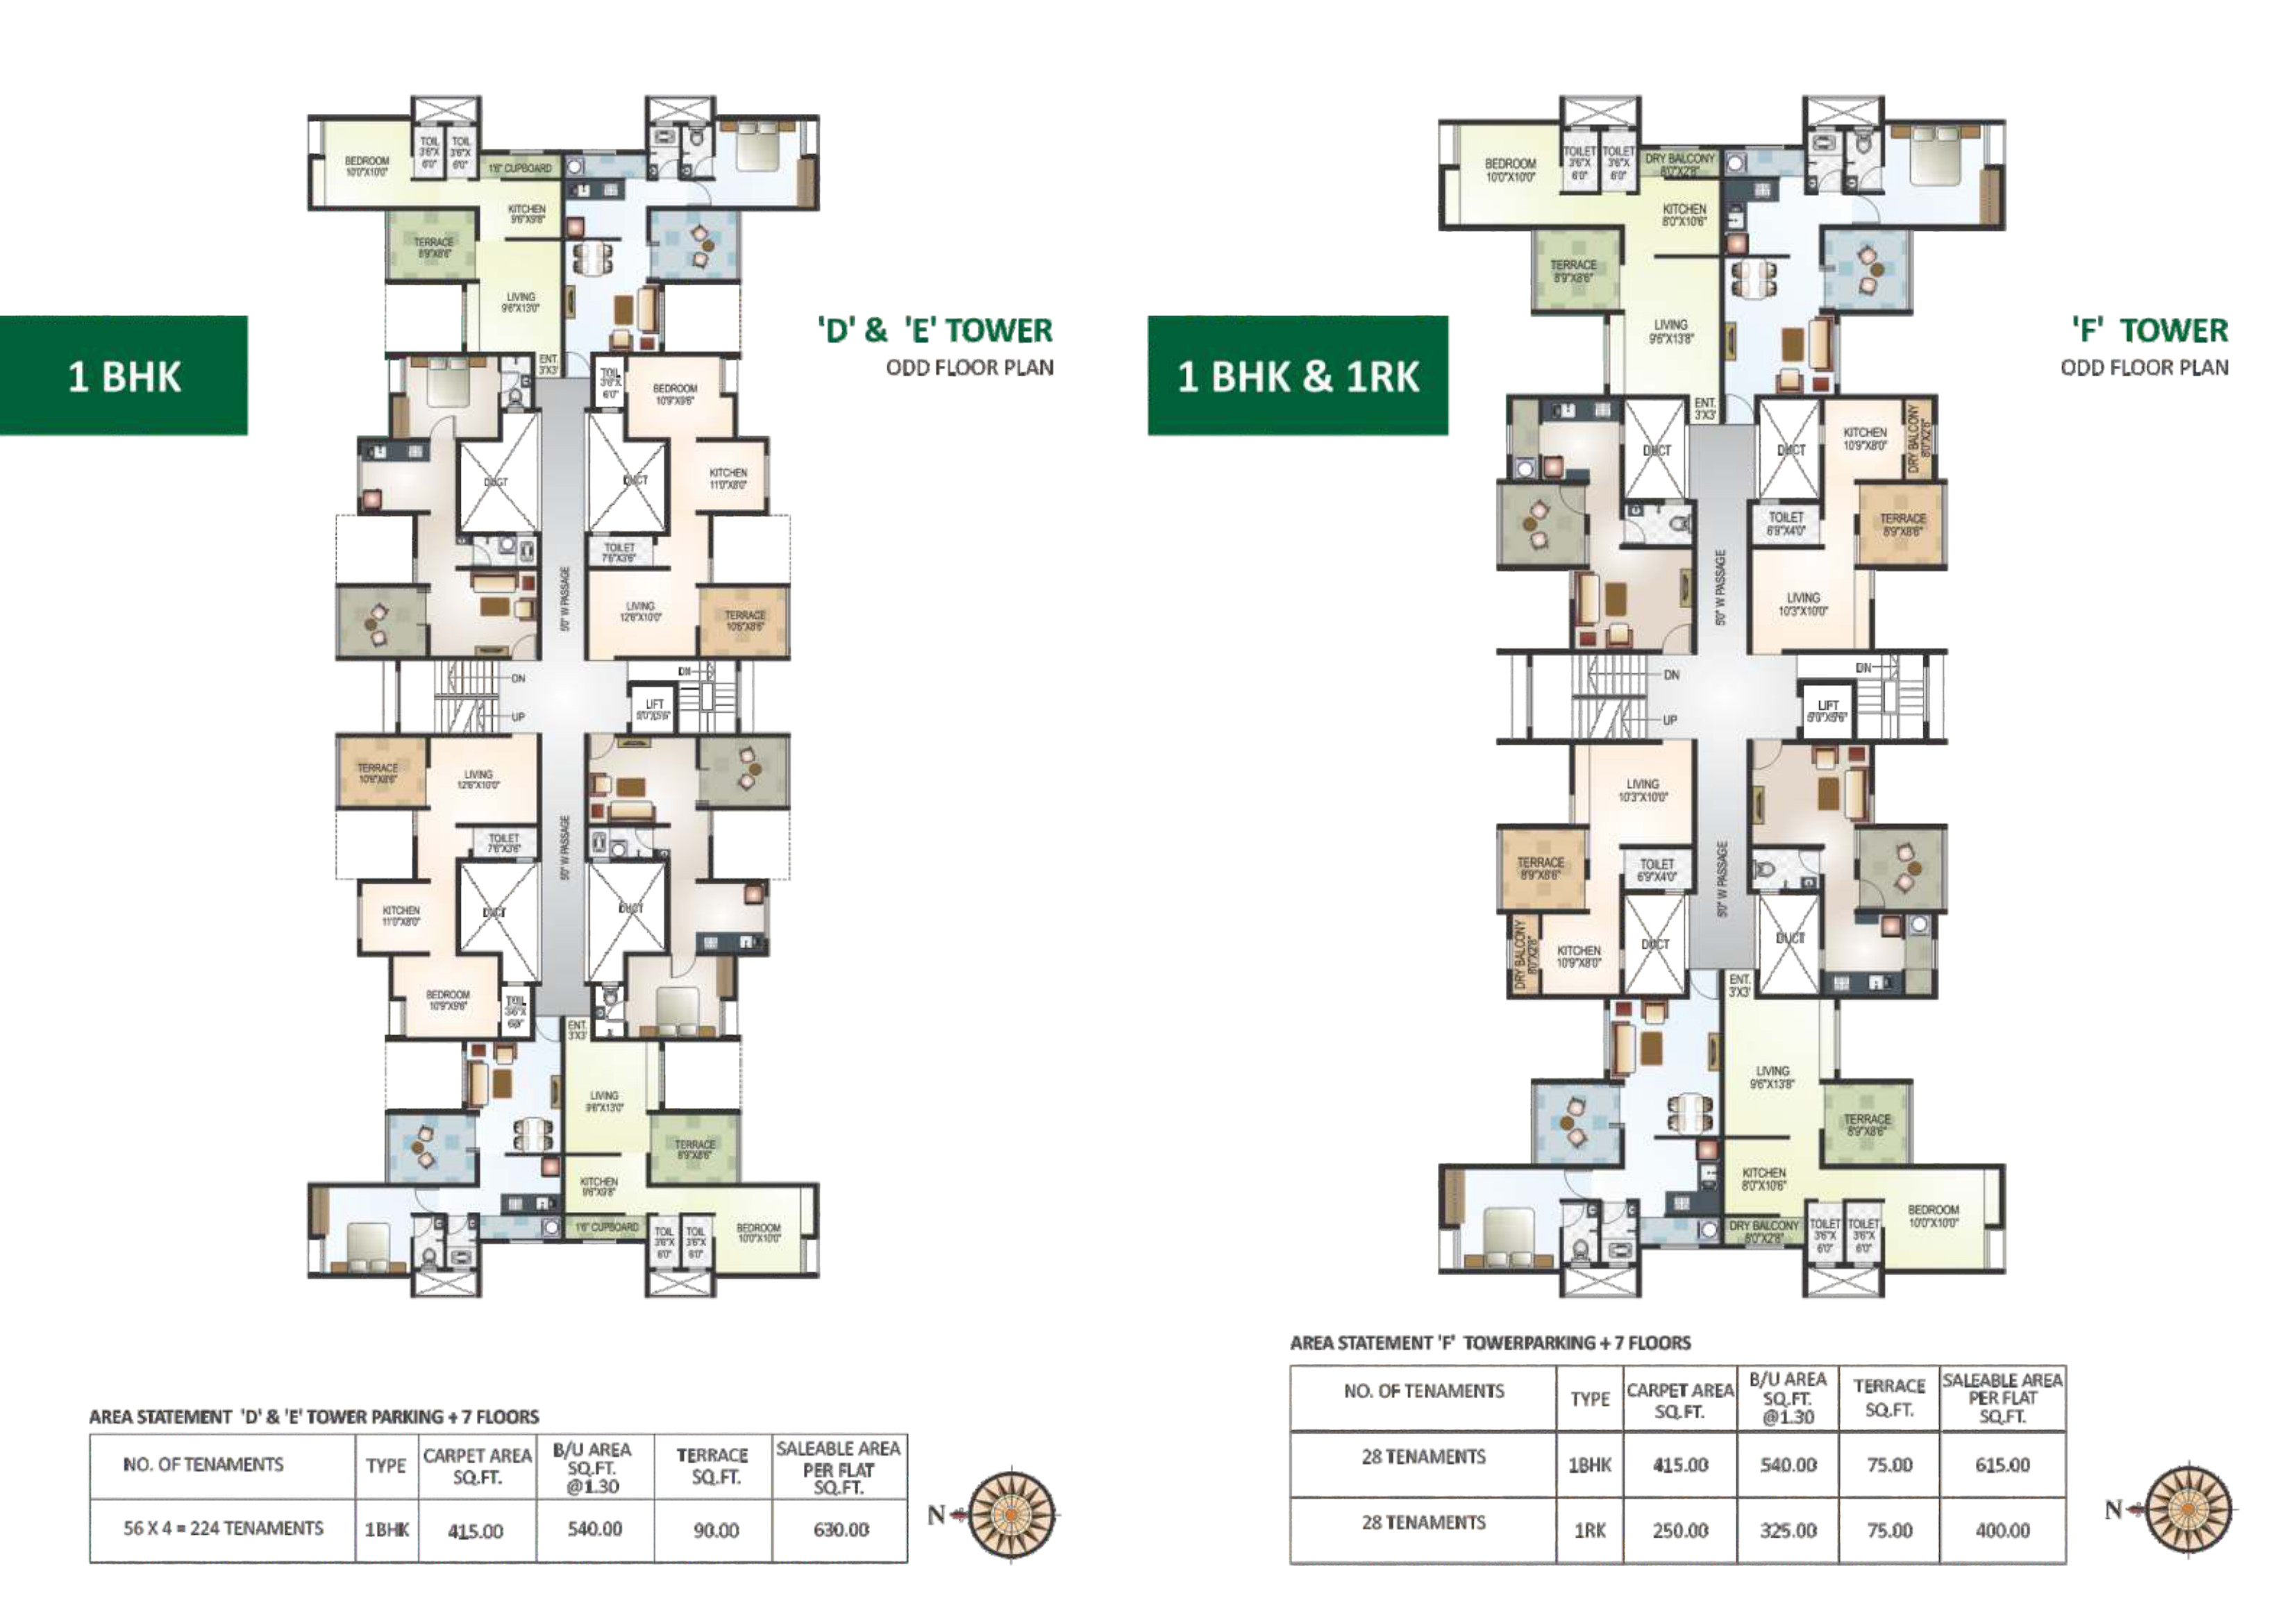 1 BHK
'D' & 'E' TOWER
ODD FLOOR PLAN
BEDROOM
10'0"X10'0"
TOIL
3'6"X
6'0"
TOIL
3'6"X
6'0"
1'6" CUPBOARD
KITCHEN
9'6"X9'8"
TERRACE
8'9"X8'6"
LIVING
9'6"X13'0"
ENT.
3'X3'
TOIL
3'6"X
6'0"
BEDROOM
10'9"X9'6"
DUCT
DUCT
KITCHEN
11'0"X8'0"
TOILET
7'6"X3'6"
5'0" W PASSAGE
LIVING
12'6"X10'0"
TERRACE
10'6"X8'6"
DN
UP
DN
LIFT
TERRACE
10'6"X8'6"
LIVING
12'6"X10'0"
TOILET
7'6"X3'6"
5'0" W PASSAGE
KITCHEN
11'0"X8'0"
DUCT
DUCT
BEDROOM
10'9"X9'6"
TOIL
3'6"X
6'0"
ENT.
3'X3'
LIVING
9'6"X13'0"
TERRACE
8'9"X8'6"
KITCHEN
9'6"X9'8"
1'6" CUPBOARD
TOIL
3'6"X
6'0"
TOIL
3'6"X
6'0"
BEDROOM
10'0"X10'0"
AREA STATEMENT 'D' & 'E' TOWER PARKING + 7 FLOORS
NO. OF TENAMENTS
TYPE
CARPET AREA
SQ.FT.
B/U AREA
SQ.FT.
@1.30
TERRACE
SQ.FT.
SALEABLE AREA
PER FLAT
SQ.FT.
56 X 4 = 224 TENAMENTS
1BHK
415.00
540.00
90.00
630.00
N
1 BHK & 1RK
'F' TOWER
ODD FLOOR PLAN
BEDROOM
10'0"X10'0"
TOILET
3'6"X
6'0"
TOILET
3'6"X
6'0"
DRY BALCONY
8'0"X2'8"
KITCHEN
8'0"X10'6"
TERRACE
8'9"X8'6"
LIVING
9'6"X13'8"
ENT.
3'X3'
DUCT
DUCT
KITCHEN
10'9"X8'0"
DRY BALCONY
8'0"X2'8"
TOILET
6'9"X4'0"
TERRACE
8'9"X8'6"
5'0" W PASSAGE
LIVING
10'3"X10'0"
DN
UP
DN
LIFT
LIVING
10'3"X10'0"
TERRACE
8'9"X8'6"
TOILET
6'9"X4'0"
5'0" W PASSAGE
DRY BALCONY
8'0"X2'8"
KITCHEN
10'9"X8'0"
DUCT
DUCT
ENT.
3'X3'
LIVING
9'6"X13'8"
TERRACE
8'9"X8'6"
KITCHEN
8'0"X10'6"
DRY BALCONY
8'0"X2'8"
TOILET
3'6"X
6'0"
TOILET
3'6"X
6'0"
BEDROOM
10'0"X10'0"
AREA STATEMENT 'F' TOWERPARKING + 7 FLOORS
NO. OF TENAMENTS
TYPE
CARPET AREA
SQ.FT.
B/U AREA
SQ.FT.
@1.30
TERRACE
SQ.FT.
SALEABLE AREA
PER FLAT
SQ.FT.
28 TENAMENTS
1BHK
415.00
540.00
75.00
615.00
28 TENAMENTS
1RK
250.00
325.00
75.00
400.00
N